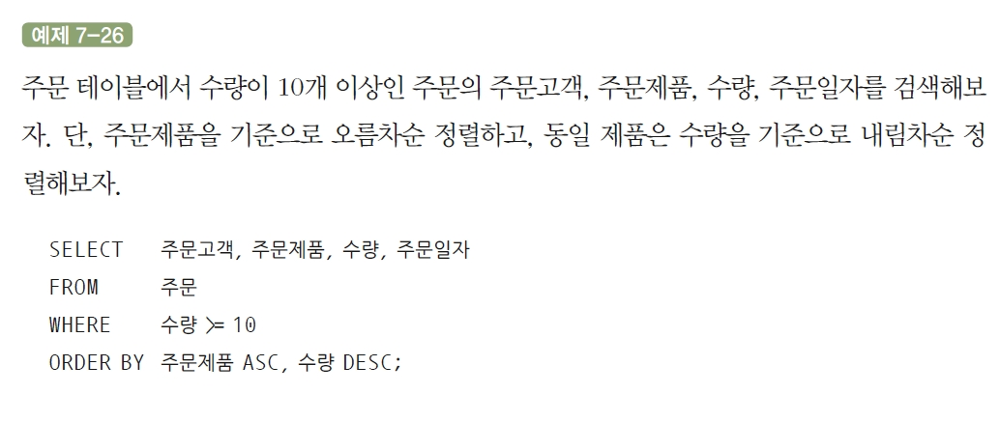 예제 7-26
주문 테이블에서 수량이 10개 이상인 주문의 주문고객, 주문제품, 수량, 주문일자를 검색해보
자. 단, 주문제품을 기준으로 오름차순 정렬하고, 동일 제품은 수량을 기준으로 내림차순 정
렬해보자.
SELECT 주문고객, 주문제품, 수량, 주문일자
FROM 주문
WHERE 수량 >= 10
ORDER BY 주문제품 ASC, 수량 DESC;